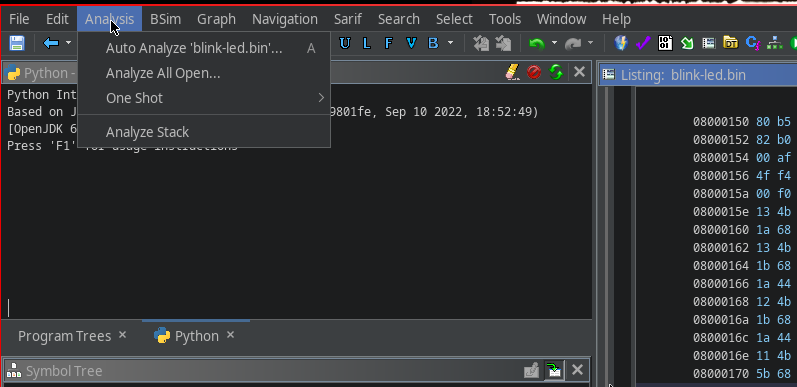 File Edit Analysis BSim Graph Navigation Sarif Search Select Tools Window Help
U L F V B
Auto Analyze 'blink-led.bin'... A
Analyze All Open...
One Shot
Analyze Stack
Python -
Python Int
Based on J 9801fe, Sep 10 2022, 18:52:49)
[OpenJDK 6
Press 'F1' for usage instructions
Program Trees
Python
Symbol Tree
Listing: blink-led.bin
08000150 80 b5
08000152 82 b0
08000154 00 af
08000156 4f f4
0800015a 00 f0
0800015e 13 4b
08000160 1a 68
08000162 13 4b
08000164 1b 68
08000166 1a 44
08000168 12 4b
0800016a 1b 68
0800016c 1a 44
0800016e 11 4b
08000170 5b 68